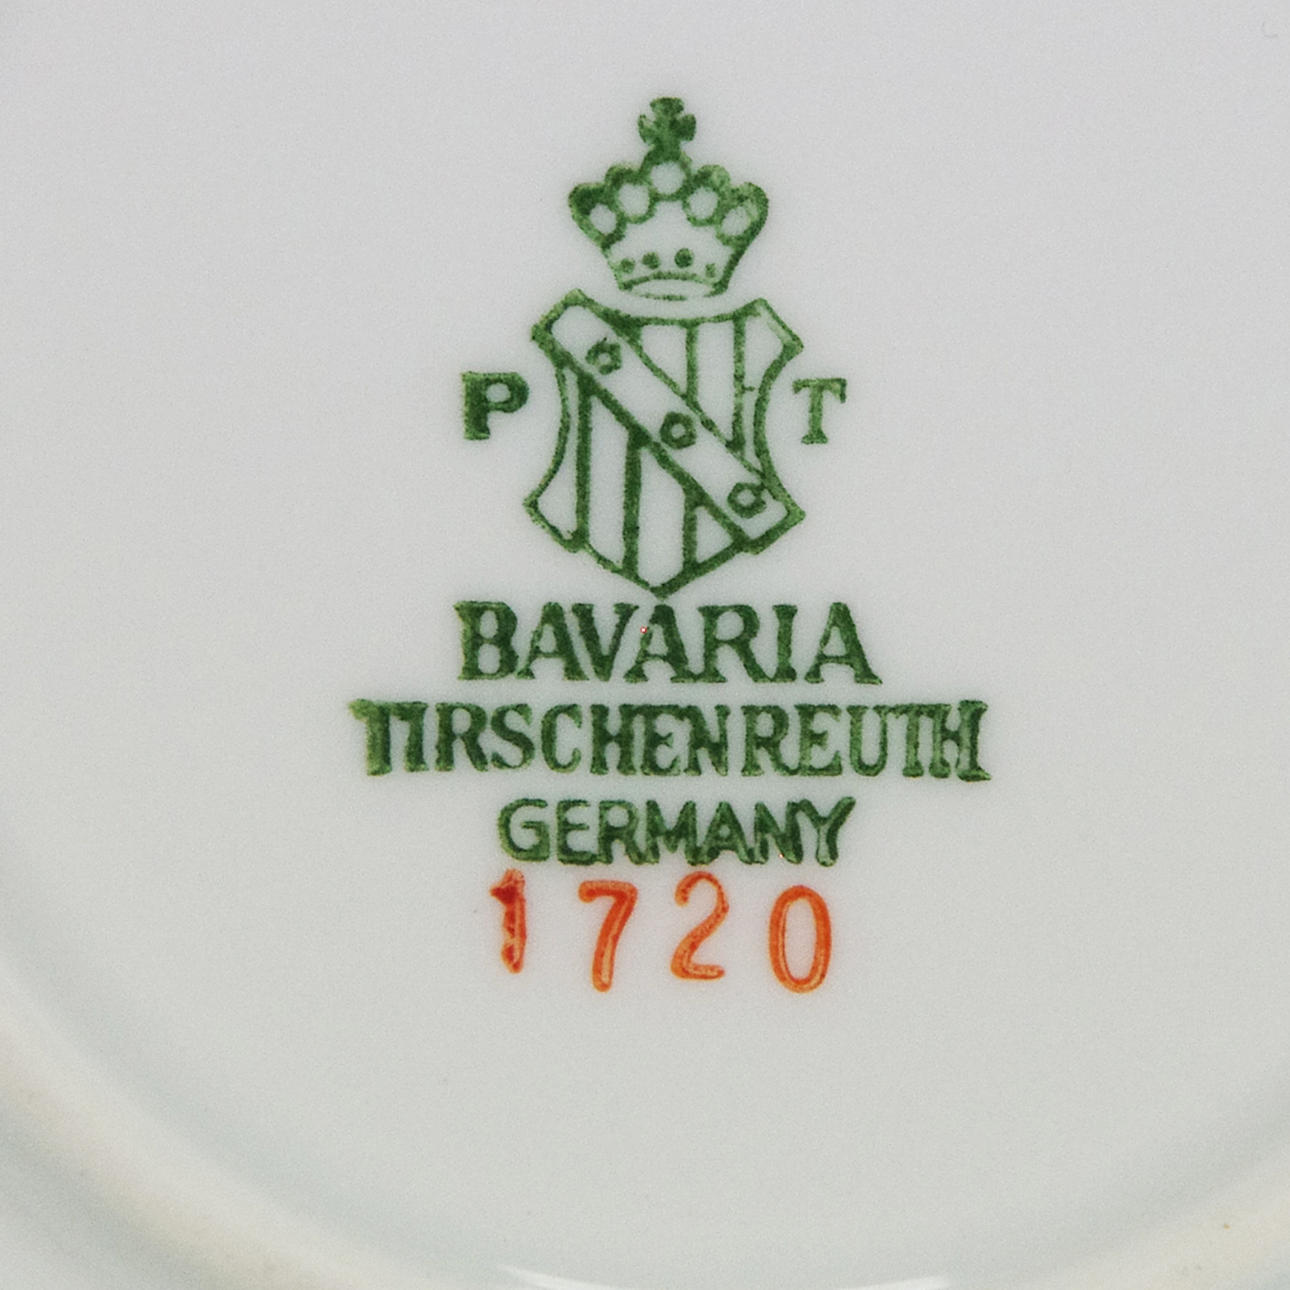 P T
BAVARIA
TIRSCHENREUTH
GERMANY
1720